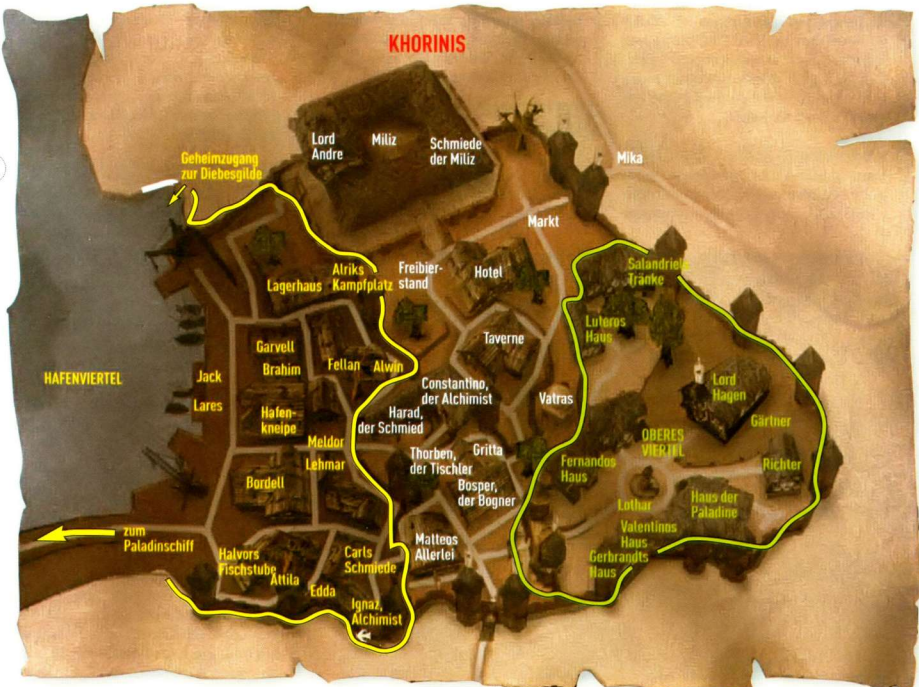 KHORINIS
Lord
Andre
Miliz
Schmiede
der Miliz
Geheimzugang
zur Diebesgilde
Mika
Markt
Lagerhaus
Alriks
Kampfplatz
Freibier-
stand
Hotel
Salandriels
Tränke
Luteros
Haus
Taverne
HAFENVIERTEL
Garvell
Brahim
Fellan
Alwin
Jack
Lares
Hafen-
kneipe
Constantino,
der Alchimist
Harad,
der Schmied
Vatras
Lord
Hagen
Gärtner
Meldor
Lehmar
Bordell
Thorben,
der Tischler
Gritta
Bosper,
der Bogner
OBERES
VIERTEL
Fernandos
Haus
Richter
Lothar
Haus der
Paladine
Valentinos
Haus
Gerbrandts
Haus
zum
Paladinschiff
Matteos
Allerlei
Halvors
Fischstube
Attila
Edda
Carls
Schmiede
Ignaz,
Alchimist